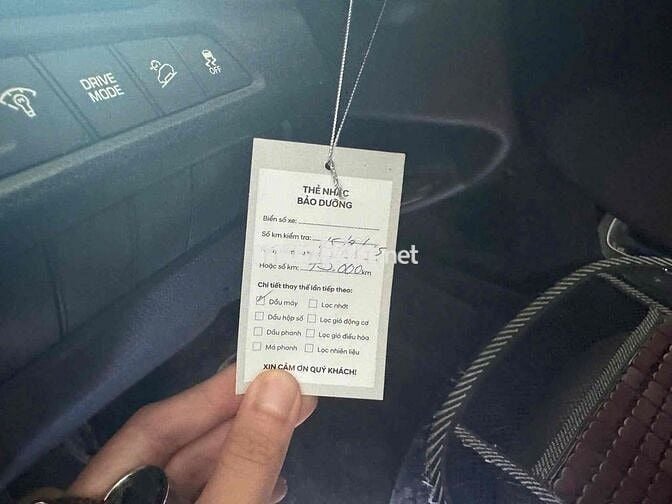 DRIVE
MODE
OFF
THẺ NHẮC
BẢO DƯỠNG
Biển số xe:
Số km kiểm tra:
Hoặc số km: 13.000km
Chi tiết thay thế lần tiếp theo:
Dầu máy Lọc nhớt
Dầu hộp số Lọc gió động cơ
Dầu phanh Lọc gió điều hòa
Má phanh Lọc nhiên liệu
XIN CẢM ƠN QUÝ KHÁCH!